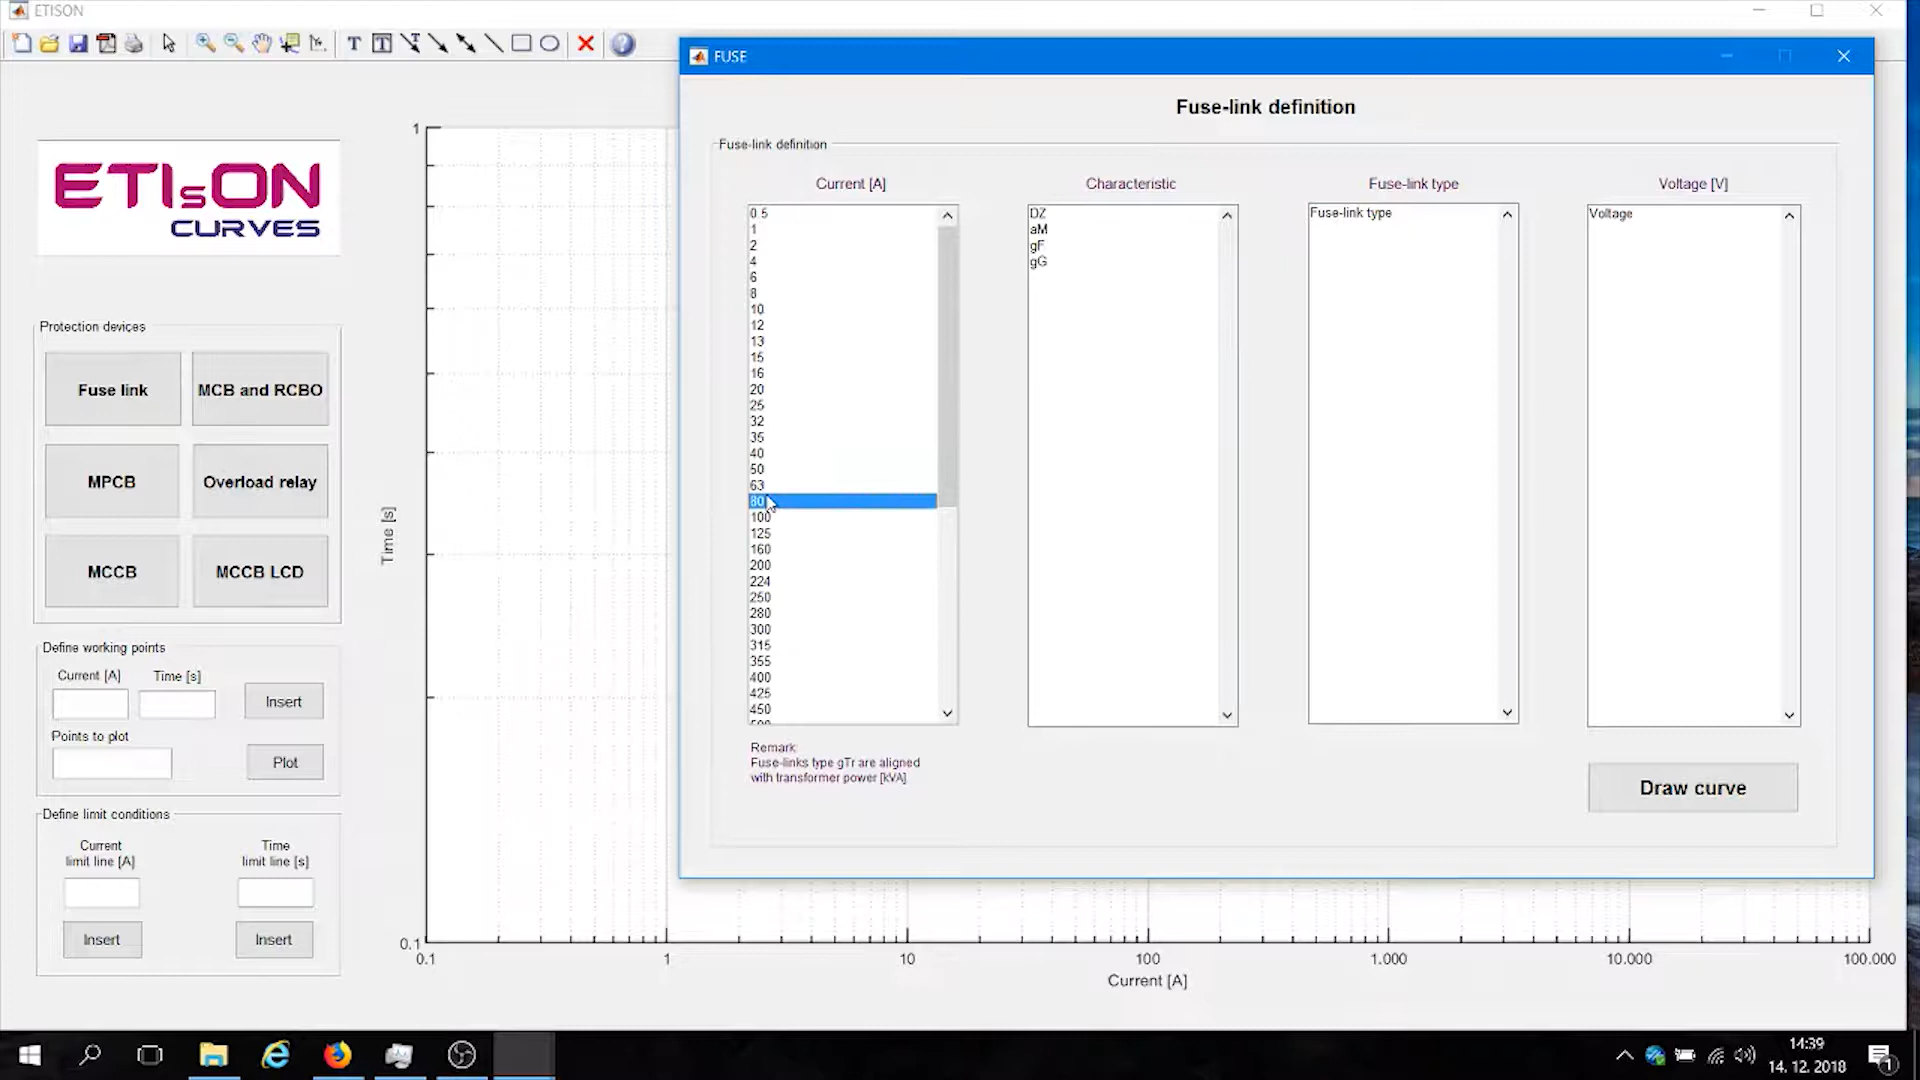 ETISON
FUSE
Fuse-link definition
Fuse-link definition
Current [A]
Characteristic
Fuse-link type
Voltage [V]
0 5
1
2
4
6
8
10
12
13
15
16
20
25
32
35
40
50
63
80
100
125
160
200
224
250
280
300
315
355
400
425
450
500
DZ
aM
gF
gG
Fuse-link type
Voltage
Remark
Fuse-links type gTr are aligned
with transformer power [kVA]
Draw curve
ETIsON
CURVES
Protection devices
Fuse link
MCB and RCBO
MPCB
Overload relay
MCCB
MCCB LCD
Define working points
Current [A]
Time [s]
Insert
Points to plot
Plot
Define limit conditions
Current
limit line [A]
Time
limit line [s]
Insert
Insert
1
Time [s]
0.1
0.1
1
10
100
1.000
10.000
100.000
Current [A]
14:39
14. 12. 2018
1